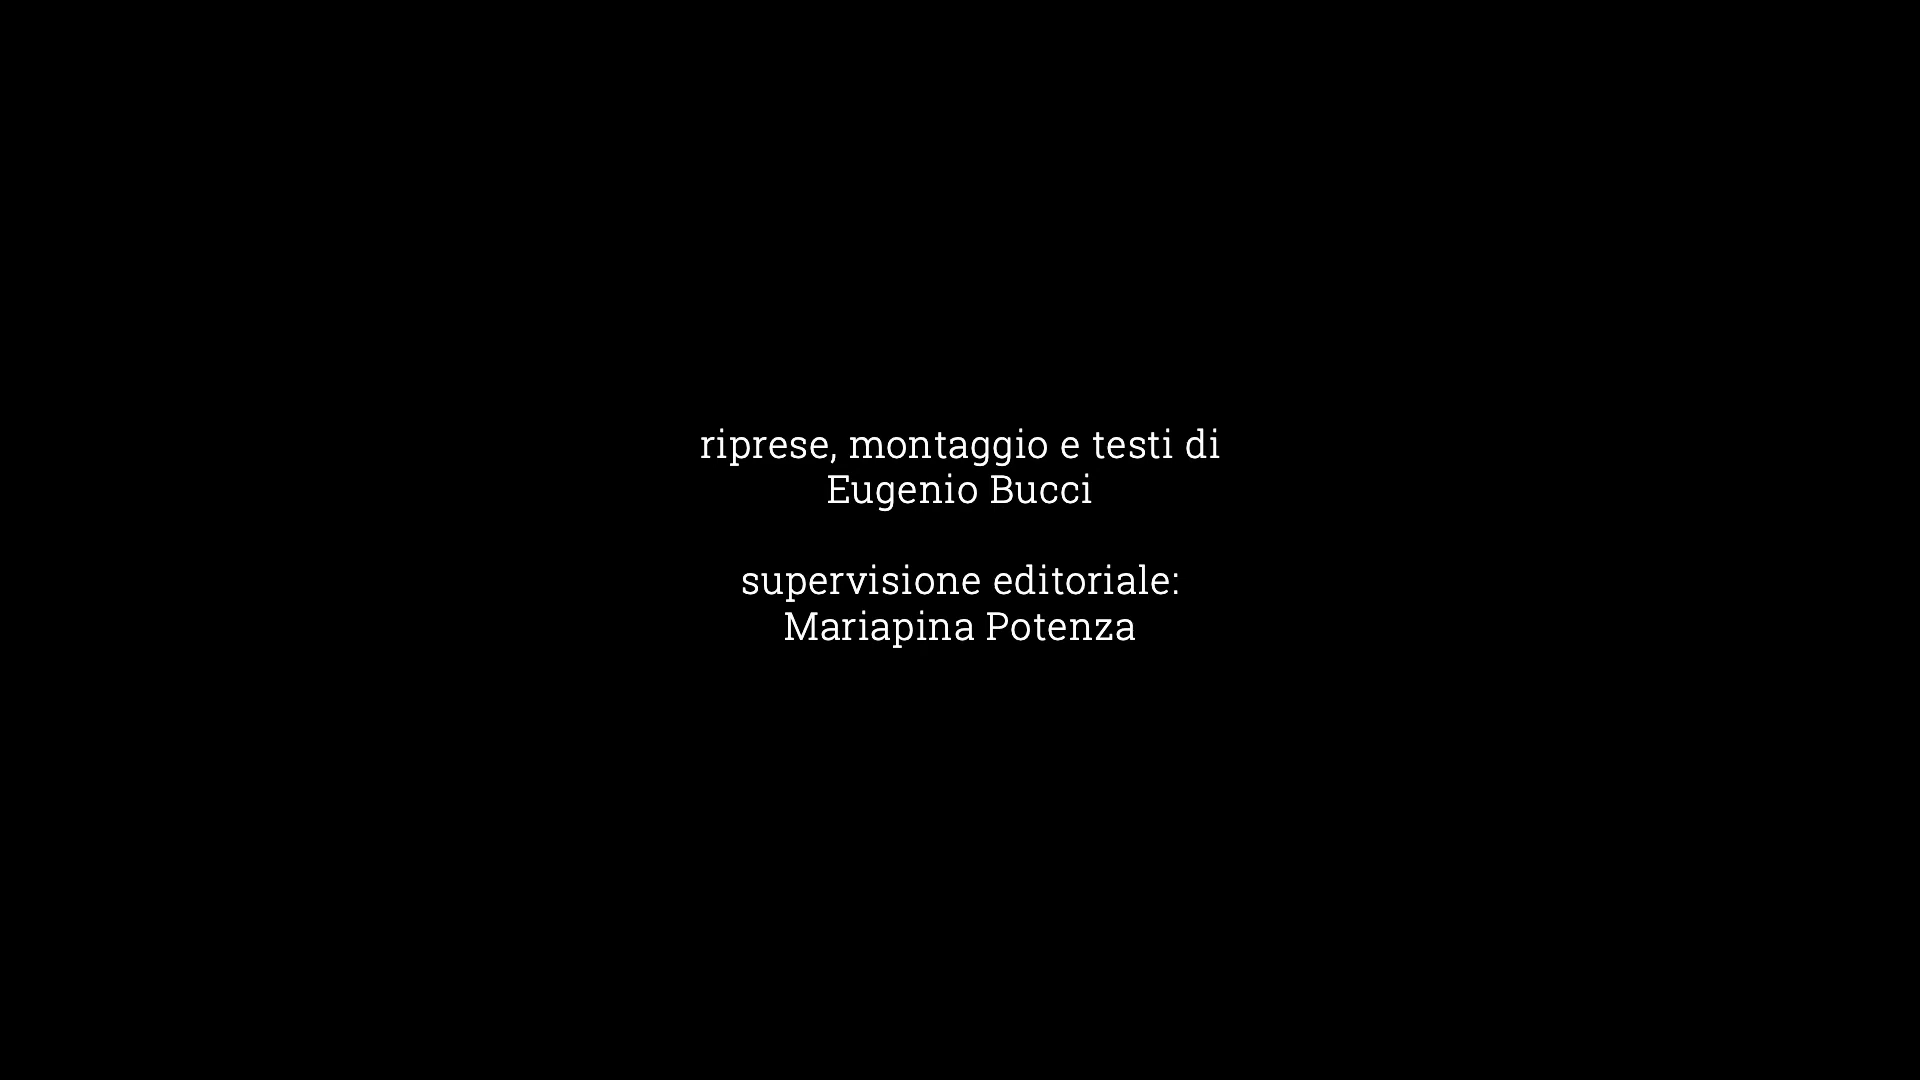 riprese, montaggio e testi di
Eugenio Bucci
supervisione editoriale:
Mariapina Potenza